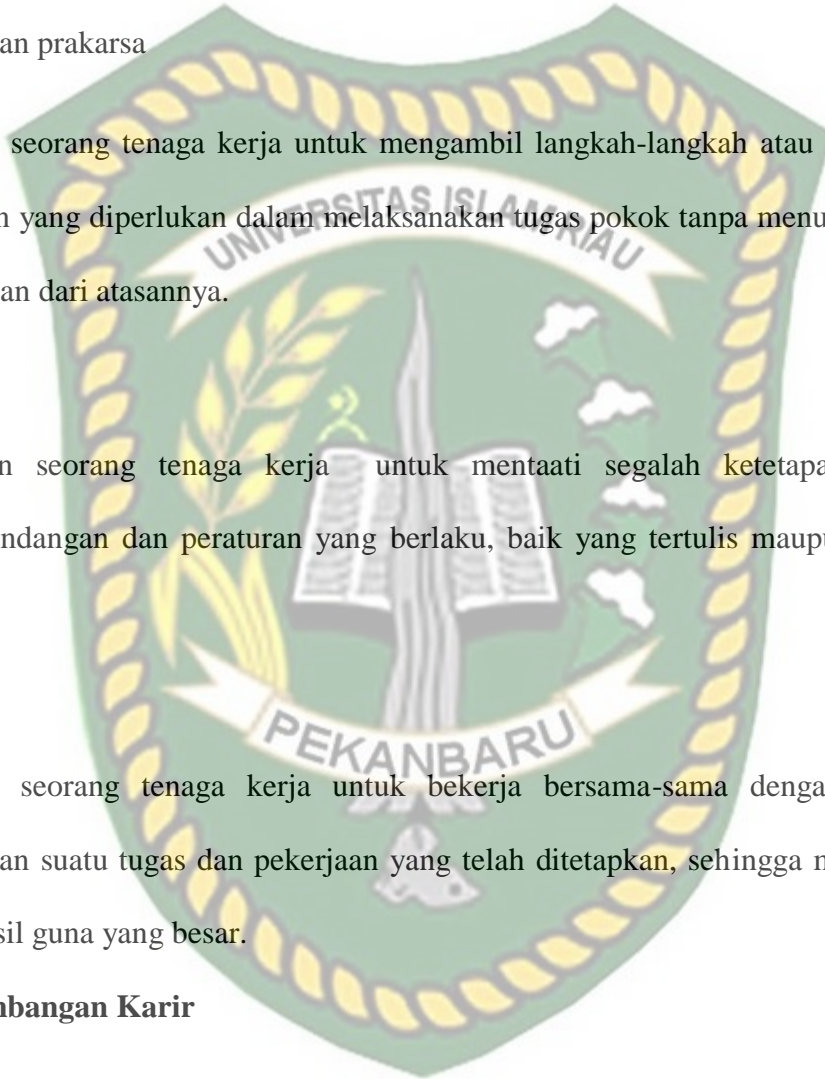 an prakarsa
seorang tenaga kerja untuk mengambil langkah-langkah atau
UNIVERSITAS ISLAM RIAU
n yang diperlukan dalam melaksanakan tugas pokok tanpa menu
an dari atasannya.
n seorang tenaga kerja untuk mentaati segalah ketetapa
ndangan dan peraturan yang berlaku, baik yang tertulis maupu
PEKANBARU
seorang tenaga kerja untuk bekerja bersama-sama denga
an suatu tugas dan pekerjaan yang telah ditetapkan, sehingga m
sil guna yang besar.
mbangan Karir